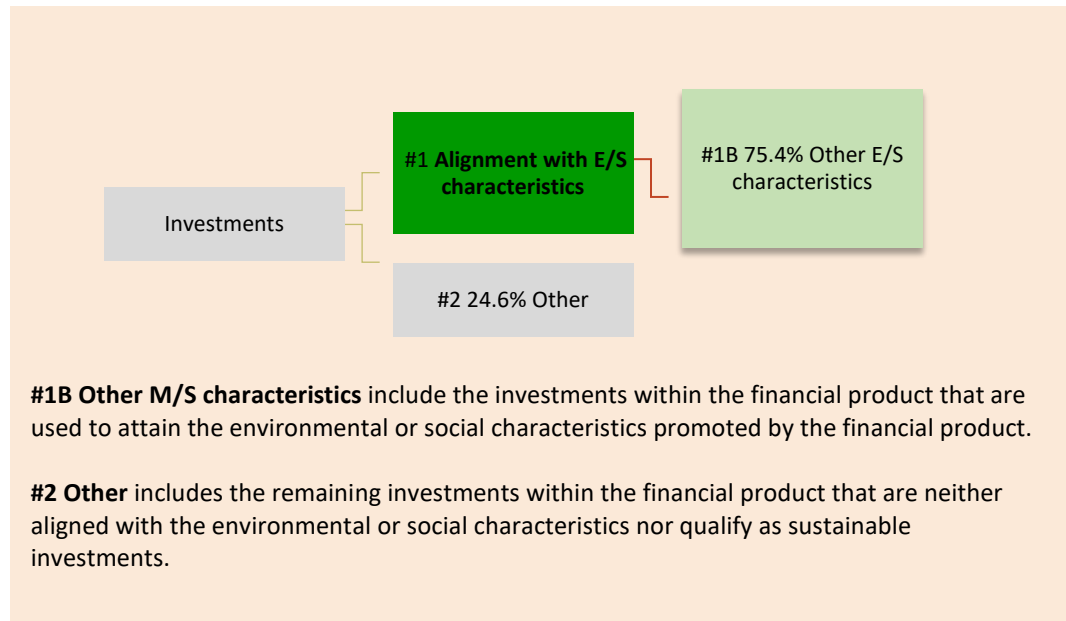 #1 Alignment with E/S
characteristics
#1B 75.4% Other E/S
characteristics
Investments
#2 24.6% Other
#1B Other M/S characteristics include the investments within the financial product that are
used to attain the environmental or social characteristics promoted by the financial product.
#2 Other includes the remaining investments within the financial product that are neither
aligned with the environmental or social characteristics nor qualify as sustainable
investments.